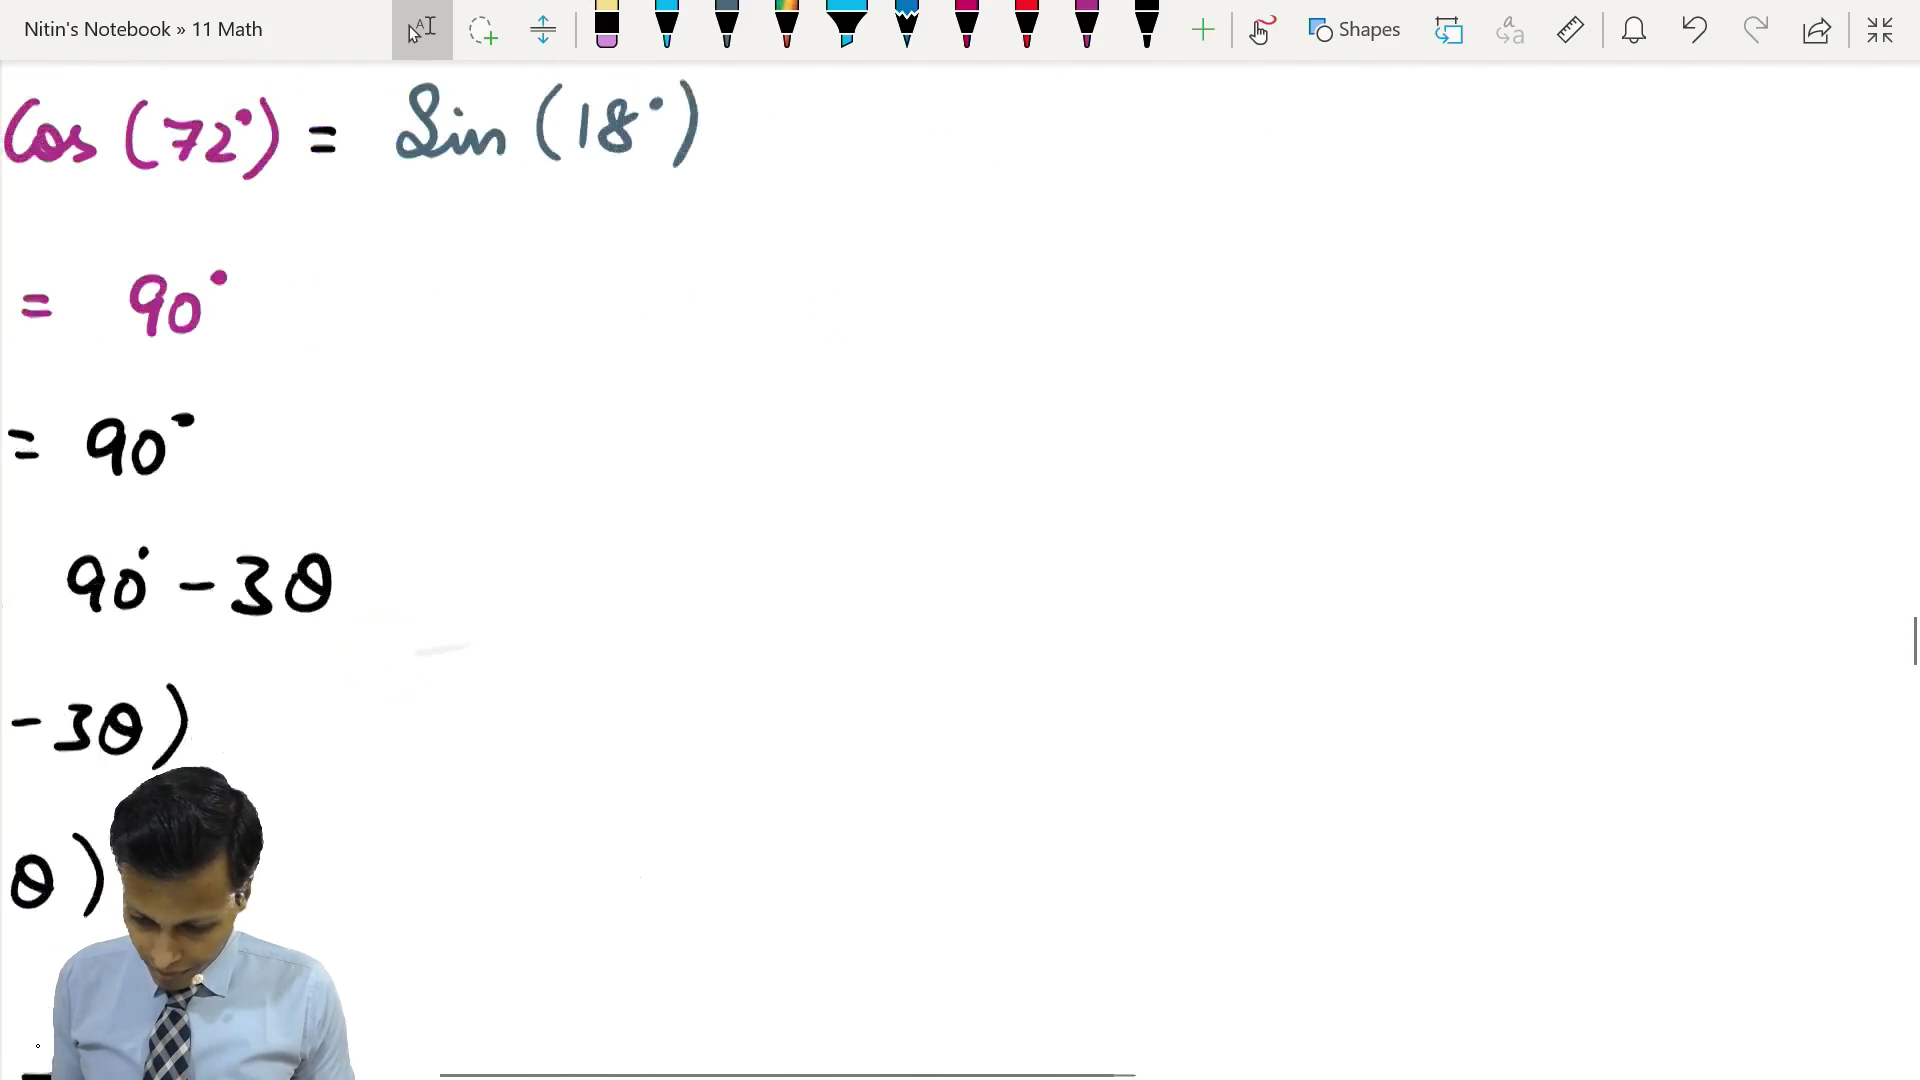 Nitin's Notebook » 11 Math
Shapes
Cos (72°) = Sin (18°)
= 90°
= 90°
90° - 3θ
- 3θ)
θ)